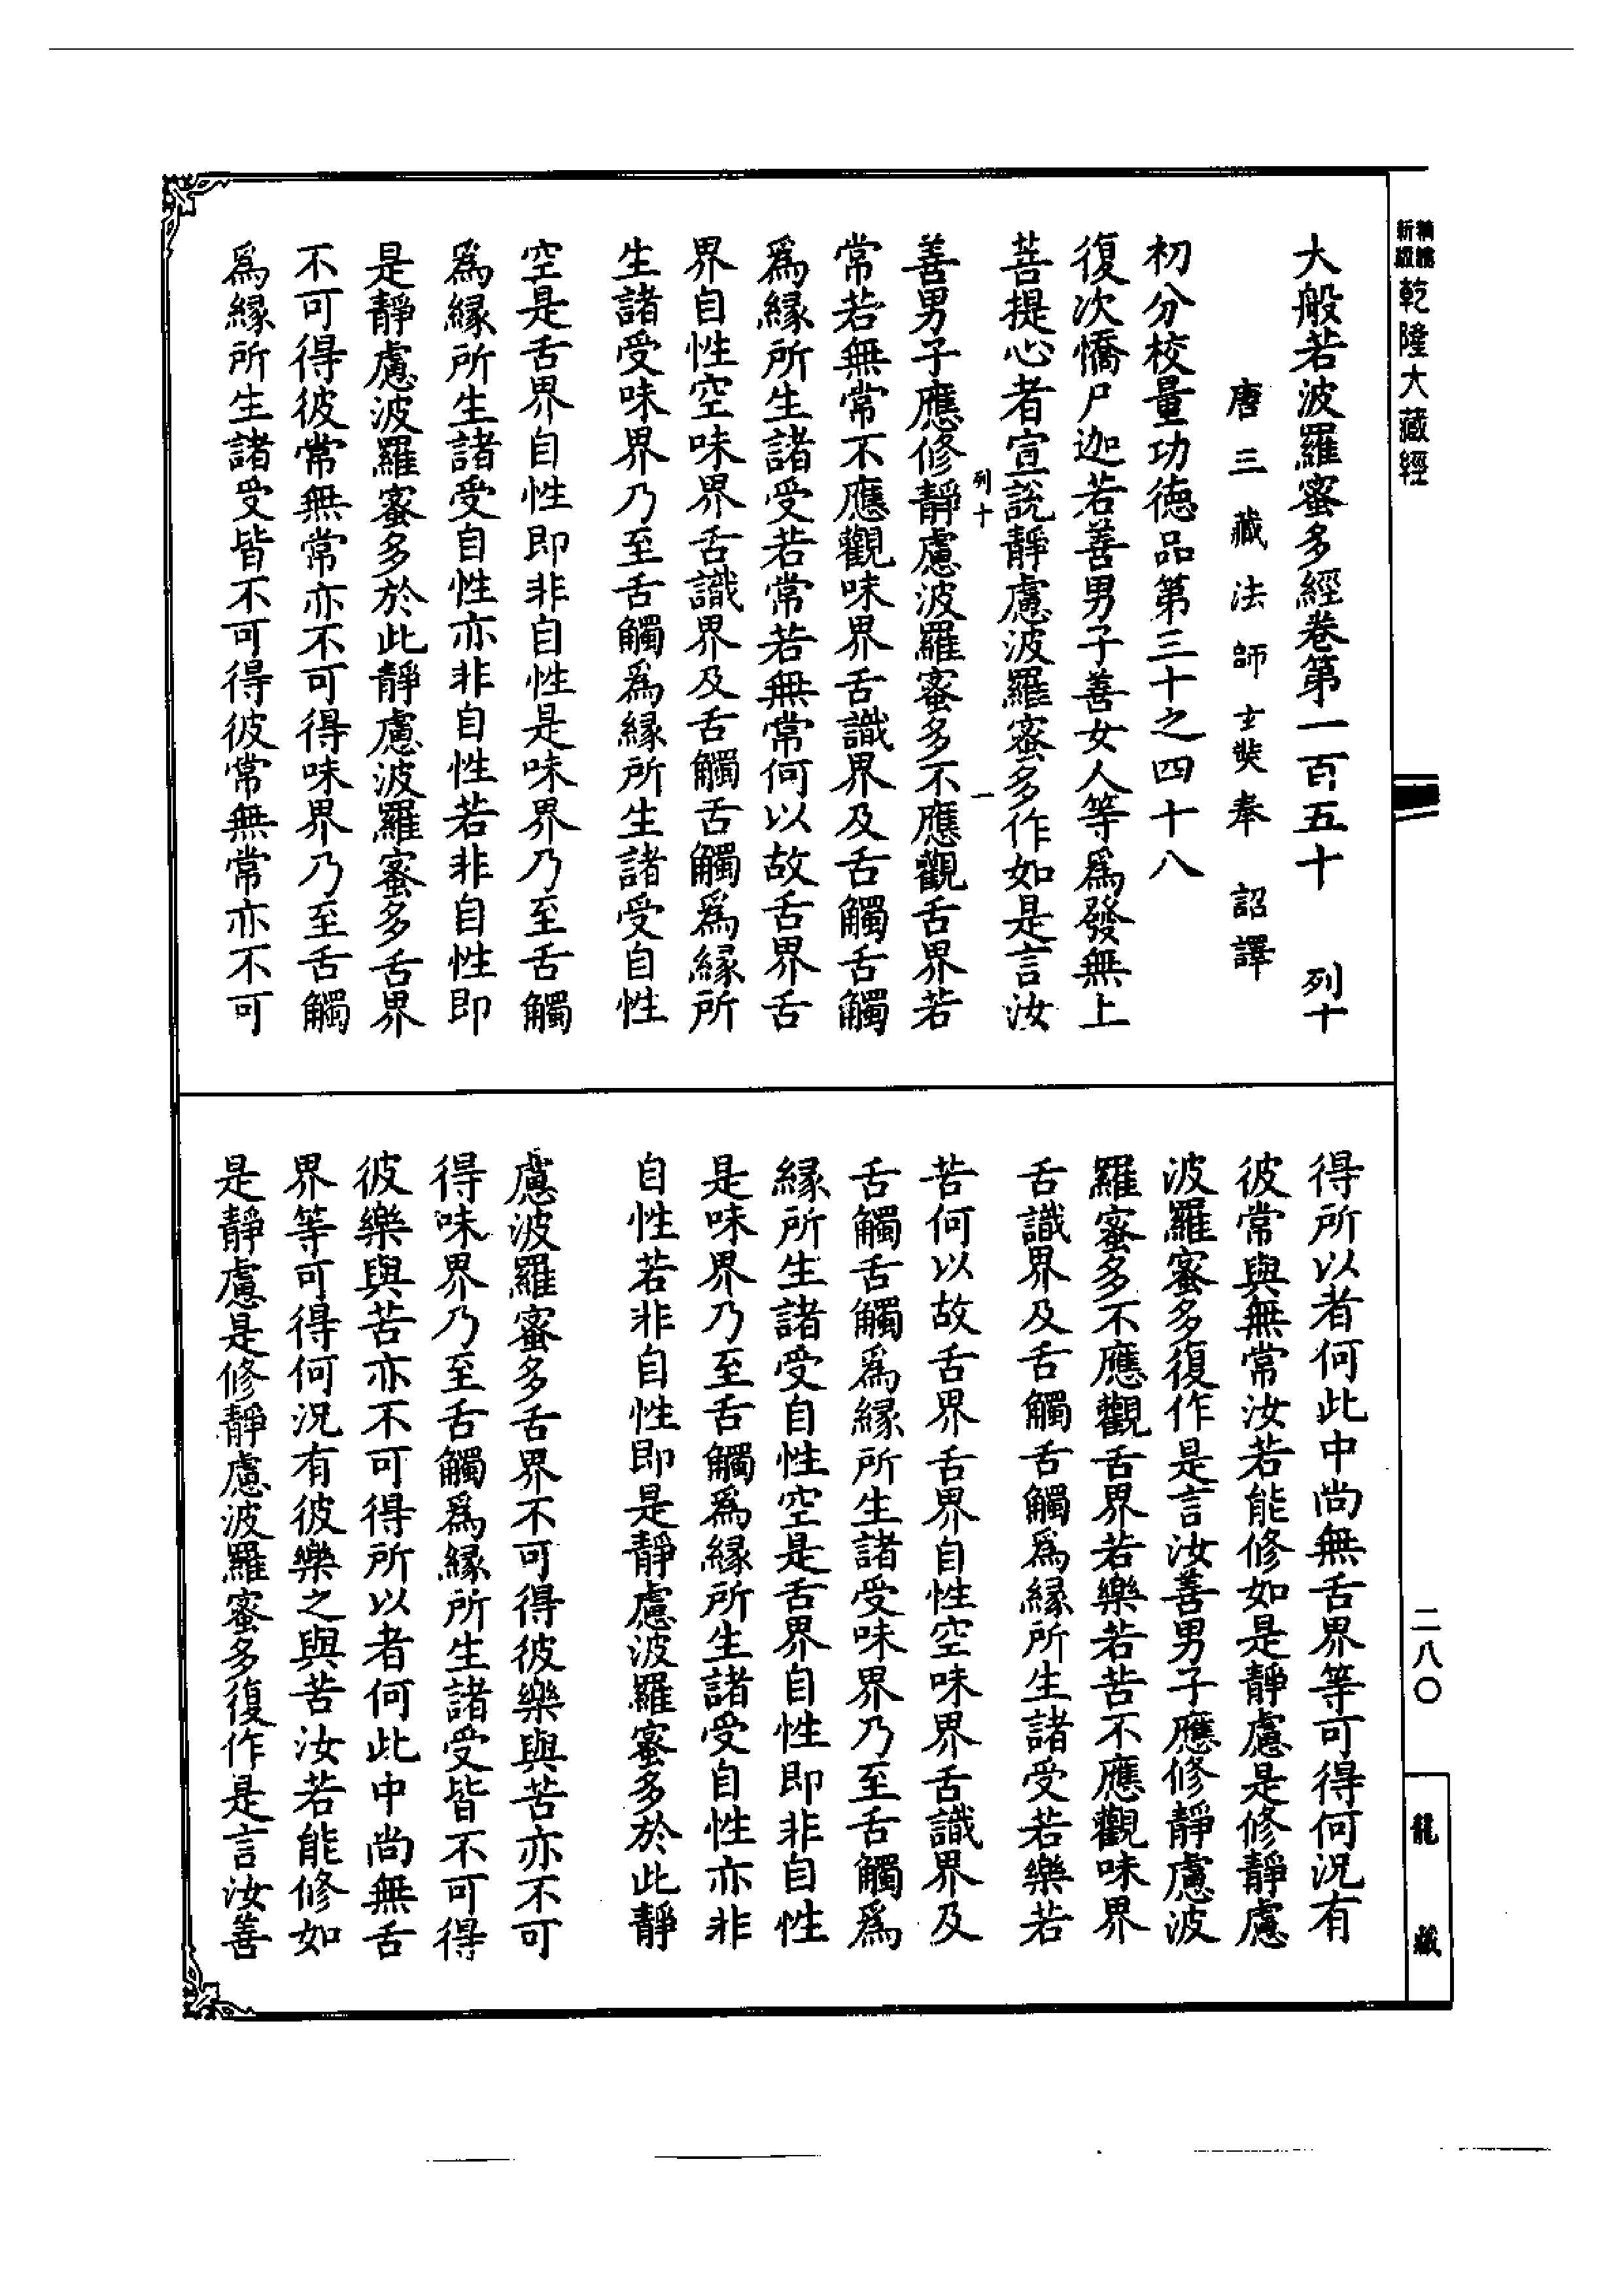 新版
乾隆大藏經
大般若波羅蜜多經卷第一百五十 列十
唐三藏法師玄奘奉 詔譯
初分校量功德品第三十之四十八
復次憍尸迦若善男子善女人等爲發無上
菩提心者宣說靜慮波羅蜜多作如是言汝
列十 一
善男子應修靜慮波羅蜜多不應觀舌界若
常若無常不應觀味界舌識界及舌觸舌觸
爲緣所生諸受若常若無常何以故舌界舌
界自性空味界舌識界及舌觸舌觸爲緣所
生諸受味界乃至舌觸爲緣所生諸受自性
空是舌界自性即非自性是味界乃至舌觸
爲緣所生諸受自性亦非自性若非自性即
是靜慮波羅蜜多於此靜慮波羅蜜多舌界
不可得彼常無常亦不可得味界乃至舌觸
爲緣所生諸受皆不可得彼常無常亦不可
得所以者何此中尚無舌界等可得何況有
彼常與無常汝若能修如是靜慮是修靜慮
波羅蜜多復作是言汝善男子應修靜慮波
羅蜜多不應觀舌界若樂若苦不應觀味界
舌識界及舌觸舌觸爲緣所生諸受若樂若
苦何以故舌界舌界自性空味界舌識界及
舌觸舌觸爲緣所生諸受味界乃至舌觸爲
緣所生諸受自性空是舌界自性即非自性
是味界乃至舌觸爲緣所生諸受自性亦非
自性若非自性即是靜慮波羅蜜多於此靜
慮波羅蜜多舌界不可得彼樂與苦亦不可
得味界乃至舌觸爲緣所生諸受皆不可得
彼樂與苦亦不可得所以者何此中尚無舌
界等可得何況有彼樂之與苦汝若能修如
是靜慮是修靜慮波羅蜜多復作是言汝善
二八〇
龍藏